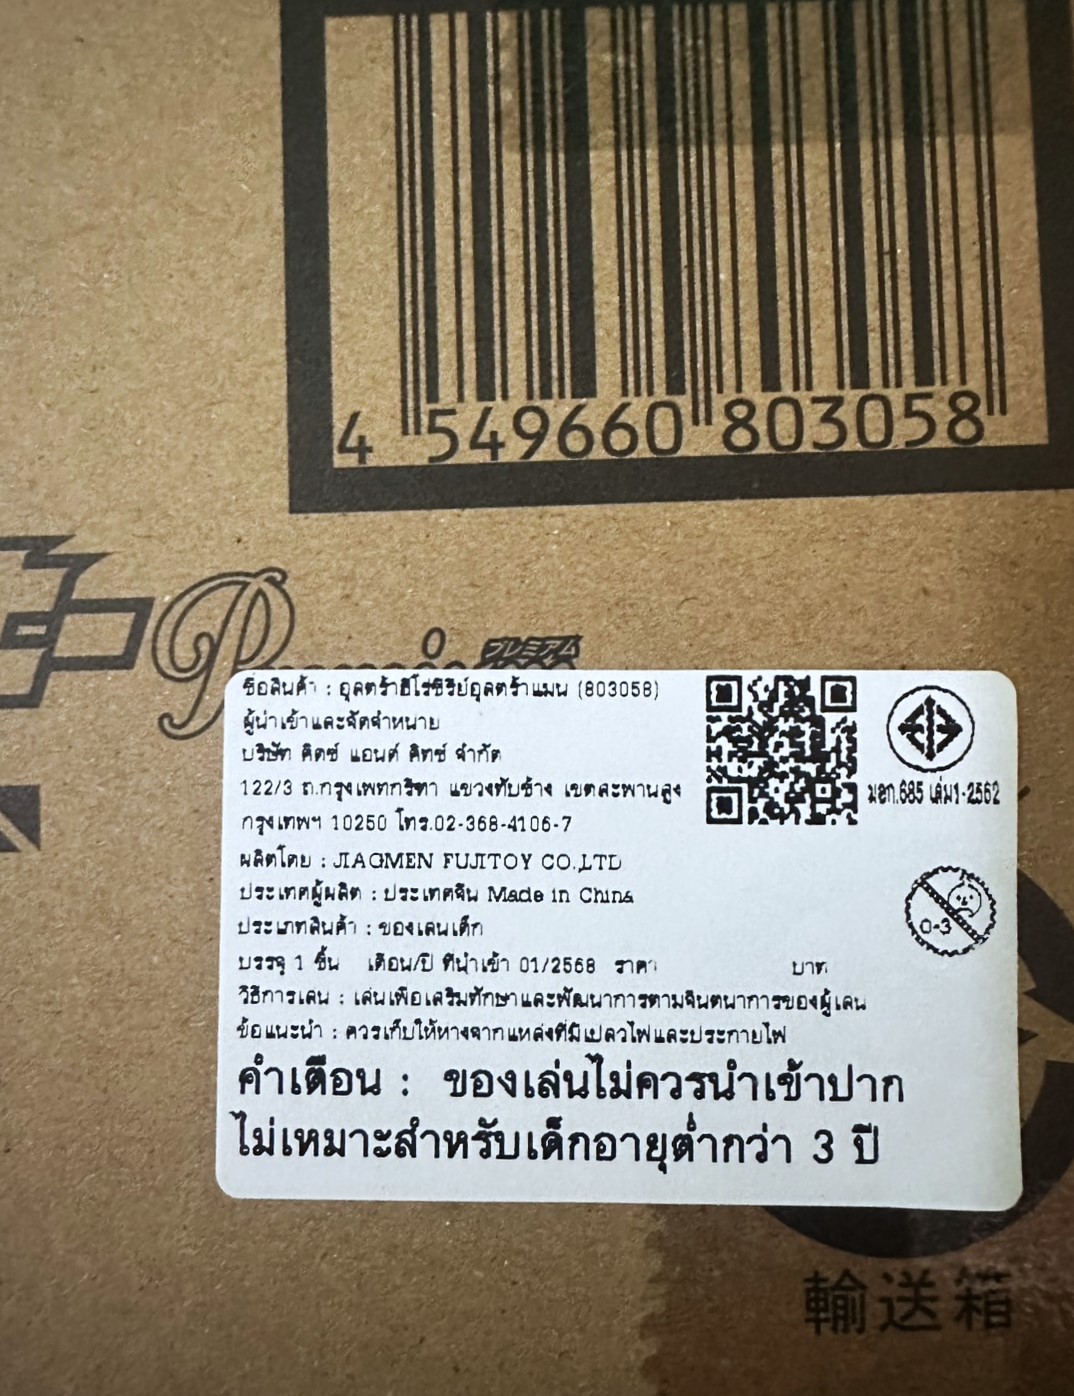 4 549660 803058
プレミアム
ชื่อสินค้า : อุลตร้าฮีโร่ซีรีย์อุลตร้าแมน (803058)
ผู้นำเข้าและจัดจำหน่าย
บริษัท คิดซ์ แอนด์ คิทซ์ จำกัด
122/3 ถ.กรุงเทพกรีฑา แขวงทับช้าง เขตสะพานสูง
กรุงเทพฯ 10250 โทร.02-368-4106-7
มอก.685 เล่ม1-2562
ผลิตโดย : JIAGMEN FUJITOY CO.,LTD
ประเทศผู้ผลิต : ประเทศจีน Made in China
0-3
ประเภทสินค้า : ของเล่นเด็ก
บรรจุ 1 ชิ้น เดือน/ปี ที่นำเข้า 01/2568 ราคา บาท
วิธีการเล่น : เล่นเพื่อเสริมทักษาและพัฒนาการตามจินตนาการของผู้เล่น
ข้อแนะนำ : ควรเก็บให้ห่างจากแหล่งที่มีเปลวไฟและประกายไฟ
คำเตือน : ของเล่นไม่ควรนำเข้าปาก
ไม่เหมาะสำหรับเด็กอายุต่ำกว่า 3 ปี
輸送箱